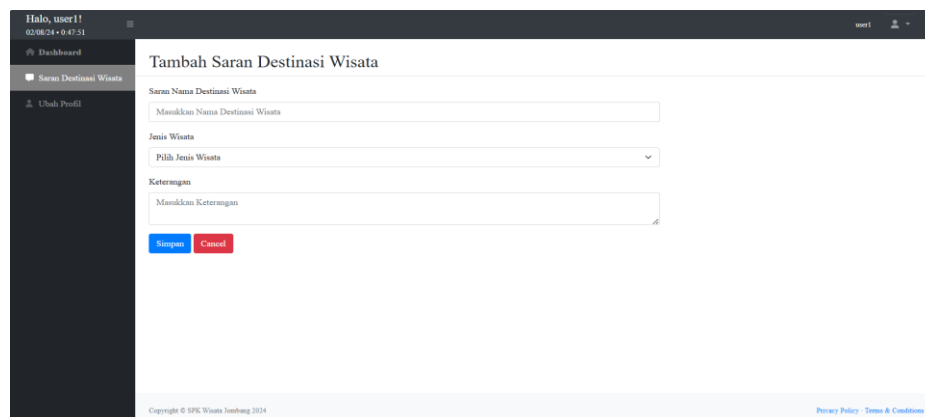 Halo, user1!
02/08/24 • 0:47:51
user1
Dashboard
Saran Destinasi Wisata
Ubah Profil
Tambah Saran Destinasi Wisata
Saran Nama Destinasi Wisata
Masukkan Nama Destinasi Wisata
Jenis Wisata
Pilih Jenis Wisata
Keterangan
Masukkan Keterangan
Simpan Cancel
Copyright © SPK Wisata Jombang 2024
Privacy Policy · Terms & Conditions